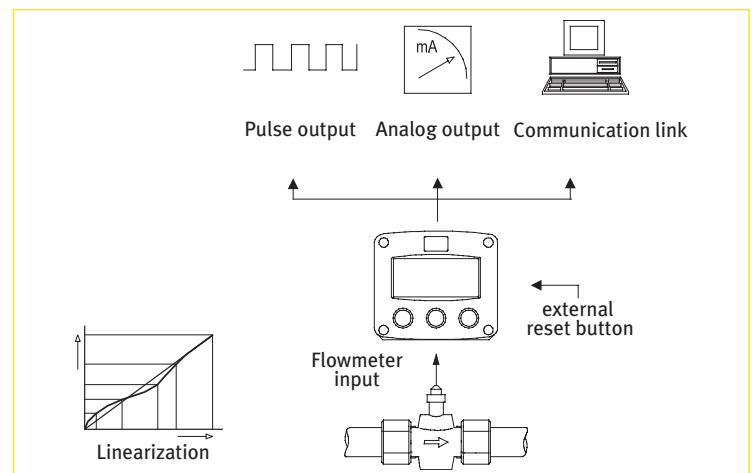 mA
Pulse output
Analog output
Communication link
external
reset button
Flowmeter
input
Linearization